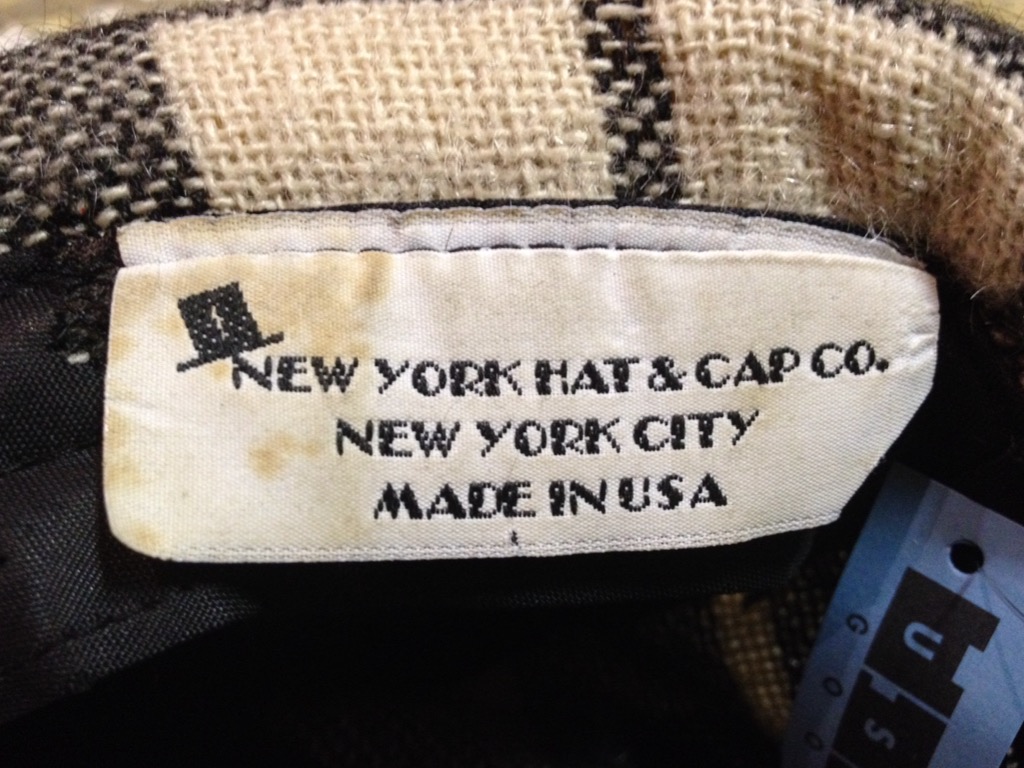 NEW YORK HAT & CAP CO.
NEW YORK CITY
MADE IN USA